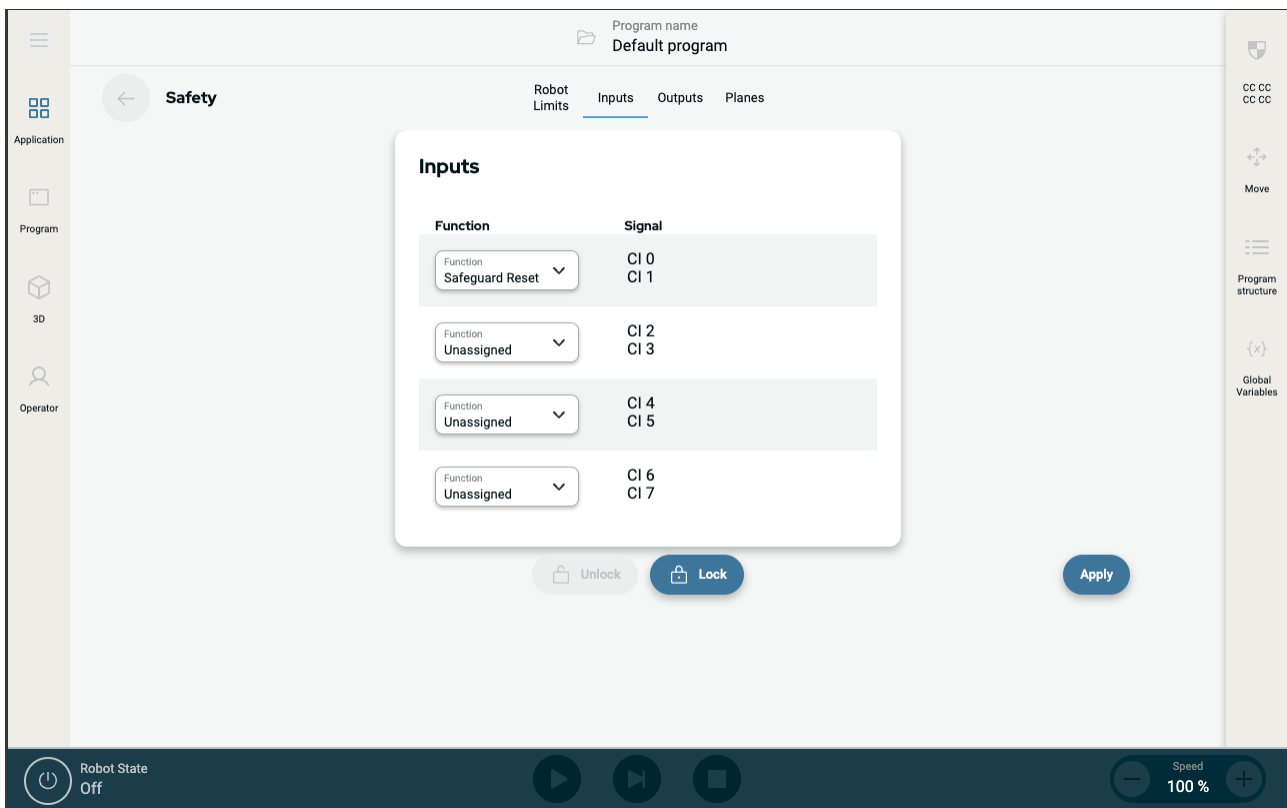 Program name
Default program
Application
Program
3D
Operator
Safety
Robot
Limits
Inputs
Outputs
Planes
Inputs
Function
Signal
Function
Safeguard Reset
CI 0
CI 1
Function
Unassigned
CI 2
CI 3
Function
Unassigned
CI 4
CI 5
Function
Unassigned
CI 6
CI 7
Unlock
Lock
Apply
CC CC
CC CC
Move
Program
structure
{x}
Global
Variables
Robot State
Off
Speed
100 %